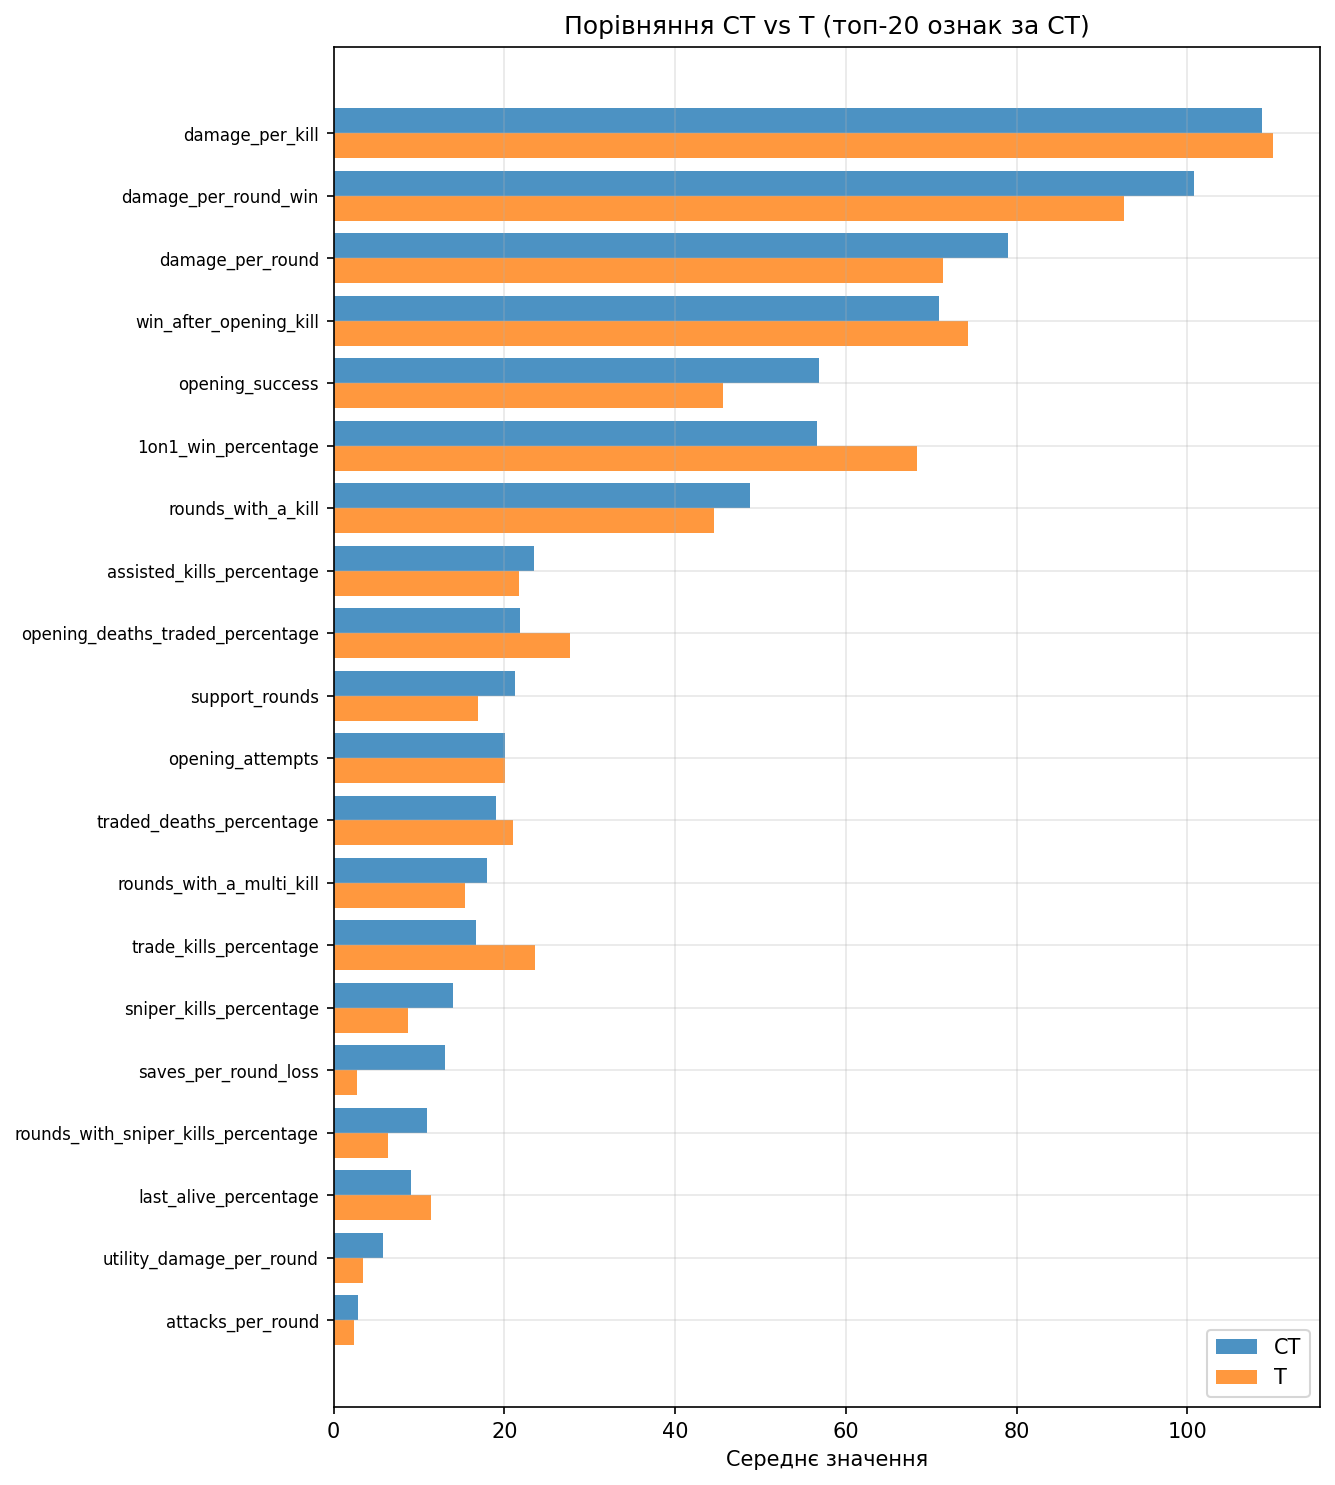 Порівняння CT vs T (топ-20 ознак за CT)
damage_per_kill
damage_per_round_win
damage_per_round
win_after_opening_kill
opening_success
1on1_win_percentage
rounds_with_a_kill
assisted_kills_percentage
opening_deaths_traded_percentage
support_rounds
opening_attempts
traded_deaths_percentage
rounds_with_a_multi_kill
trade_kills_percentage
sniper_kills_percentage
saves_per_round_loss
rounds_with_sniper_kills_percentage
last_alive_percentage
utility_damage_per_round
attacks_per_round
CT
T
0 20 40 60 80 100
Середнє значення